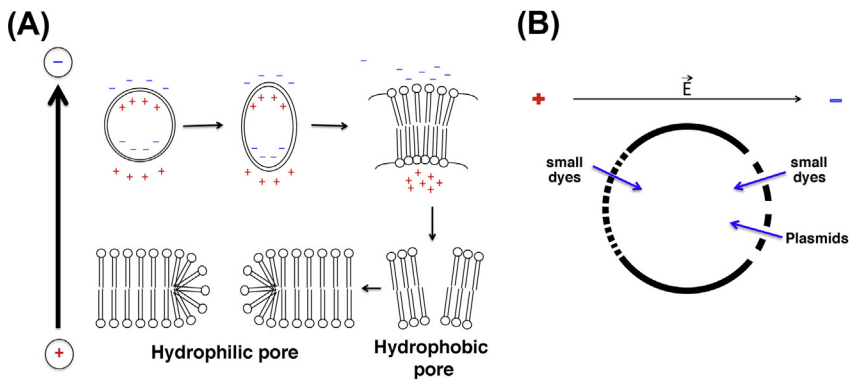 (A)
(B)
E
small
dyes
small
dyes
Plasmids
Hydrophilic pore
Hydrophobic
pore